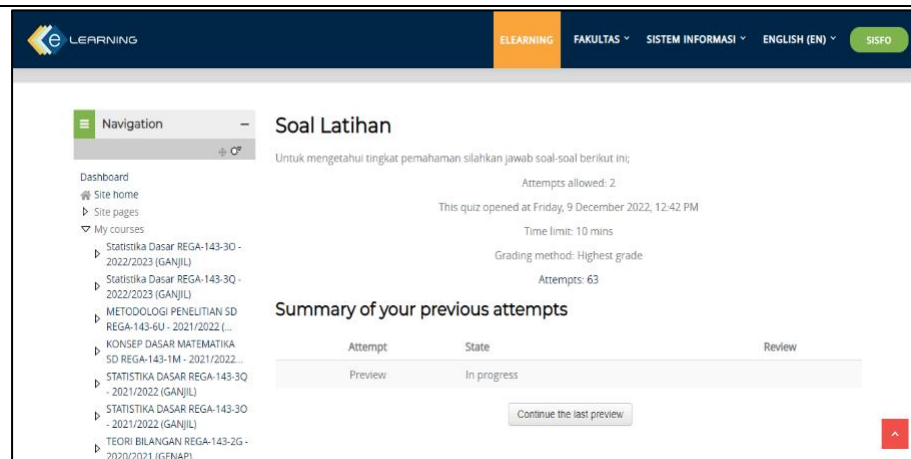 e LEARNING
ELEARNING
FAKULTAS
SISTEM INFORMASI
ENGLISH (EN)
SISFO
Navigation
Dashboard
Site home
Site pages
My courses
Statistika Dasar REGA-143-3O -
2022/2023 (GANJIL)
Statistika Dasar REGA-143-3Q -
2022/2023 (GANJIL)
METODOLOGI PENELITIAN SD
REGA-143-6U - 2021/2022 (...
KONSEP DASAR MATEMATIKA
SD REGA-143-1M - 2021/2022...
STATISTIKA DASAR REGA-143-3Q
- 2021/2022 (GANJIL)
STATISTIKA DASAR REGA-143-3O
- 2021/2022 (GANJIL)
TEORI BILANGAN REGA-143-2G -
2020/2021 (GENAP)
Soal Latihan
Untuk mengetahui tingkat pemahaman silahkan jawab soal-soal berikut ini;
Attempts allowed: 2
This quiz opened at Friday, 9 December 2022, 12:42 PM
Time limit: 10 mins
Grading method: Highest grade
Attempts: 63
Summary of your previous attempts
Attempt State Review
Preview In progress
Continue the last preview